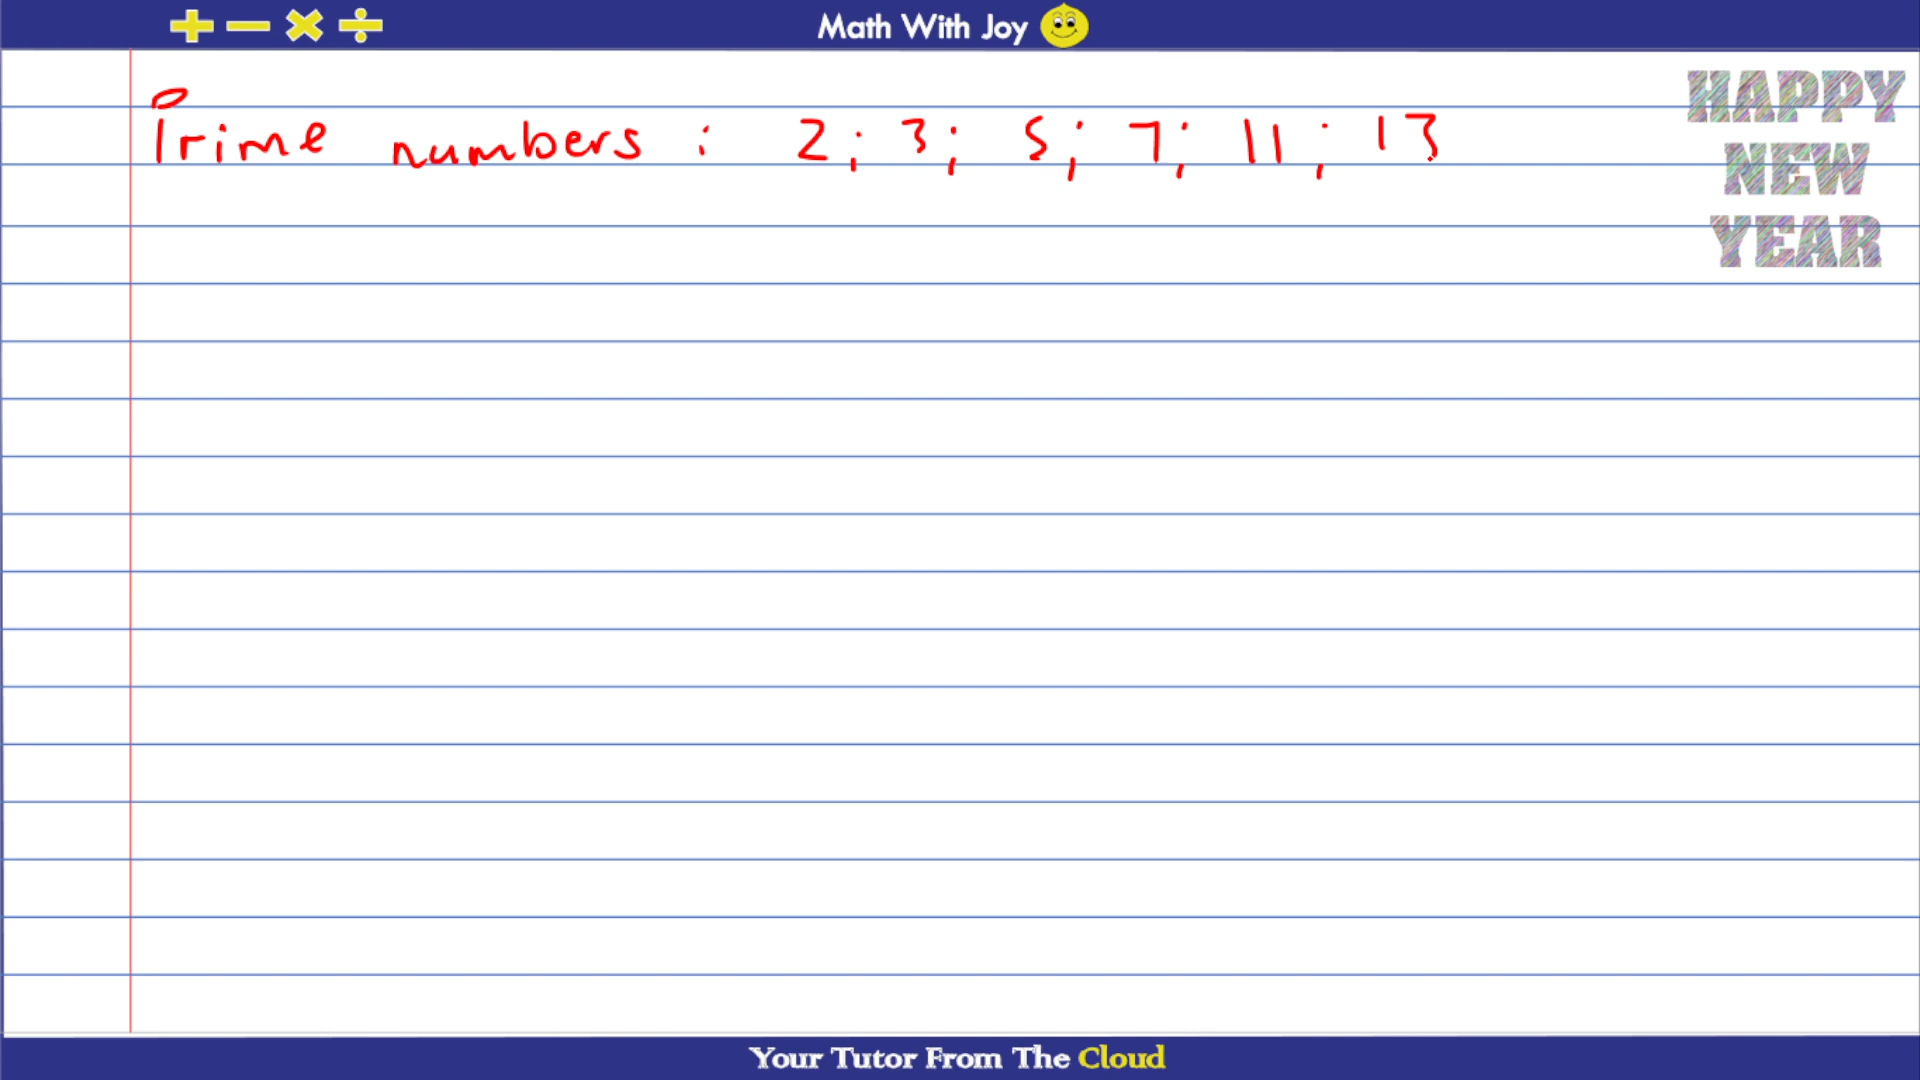 Math With Joy
Prime numbers : 2; 3; 5; 7; 11; 13
HAPPY
NEW
YEAR
Your Tutor From The Cloud